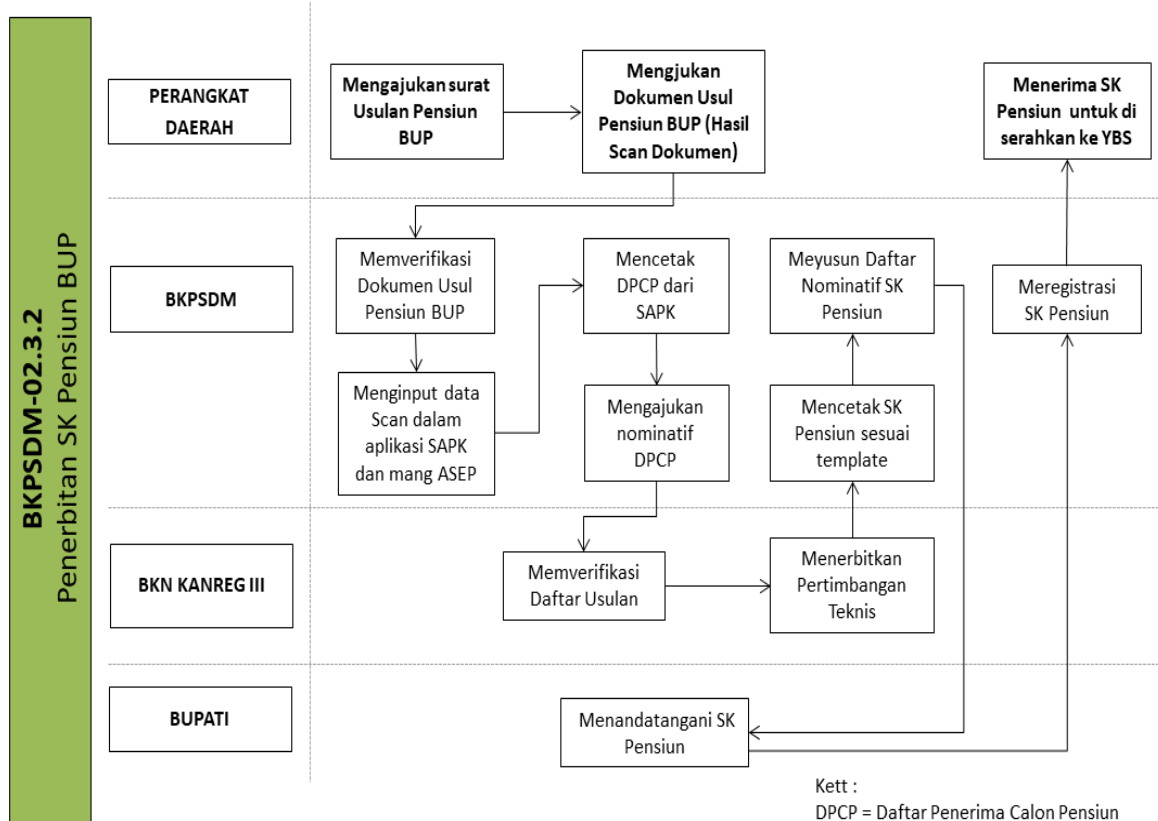 BKPSDM-02.3.2
Penerbitan SK Pensiun BUP
PERANGKAT
DAERAH
Mengajukan surat
Usulan Pensiun
BUP
Mengjukan
Dokumen Usul
Pensiun BUP (Hasil
Scan Dokumen)
Menerima SK
Pensiun untuk di
serahkan ke YBS
BKPSDM
Memverifikasi
Dokumen Usul
Pensiun BUP
Mencetak
DPCP dari
SAPK
Meyusun Daftar
Nominatif SK
Pensiun
Meregistrasi
SK Pensiun
Menginput data
Scan dalam
aplikasi SAPK
dan mang ASEP
Mengajukan
nominatif
DPCP
Mencetak SK
Pensiun sesuai
template
BKN KANREG III
Memverifikasi
Daftar Usulan
Menerbitkan
Pertimbangan
Teknis
BUPATI
Menandatangani SK
Pensiun
Kett :
DPCP = Daftar Penerima Calon Pensiun